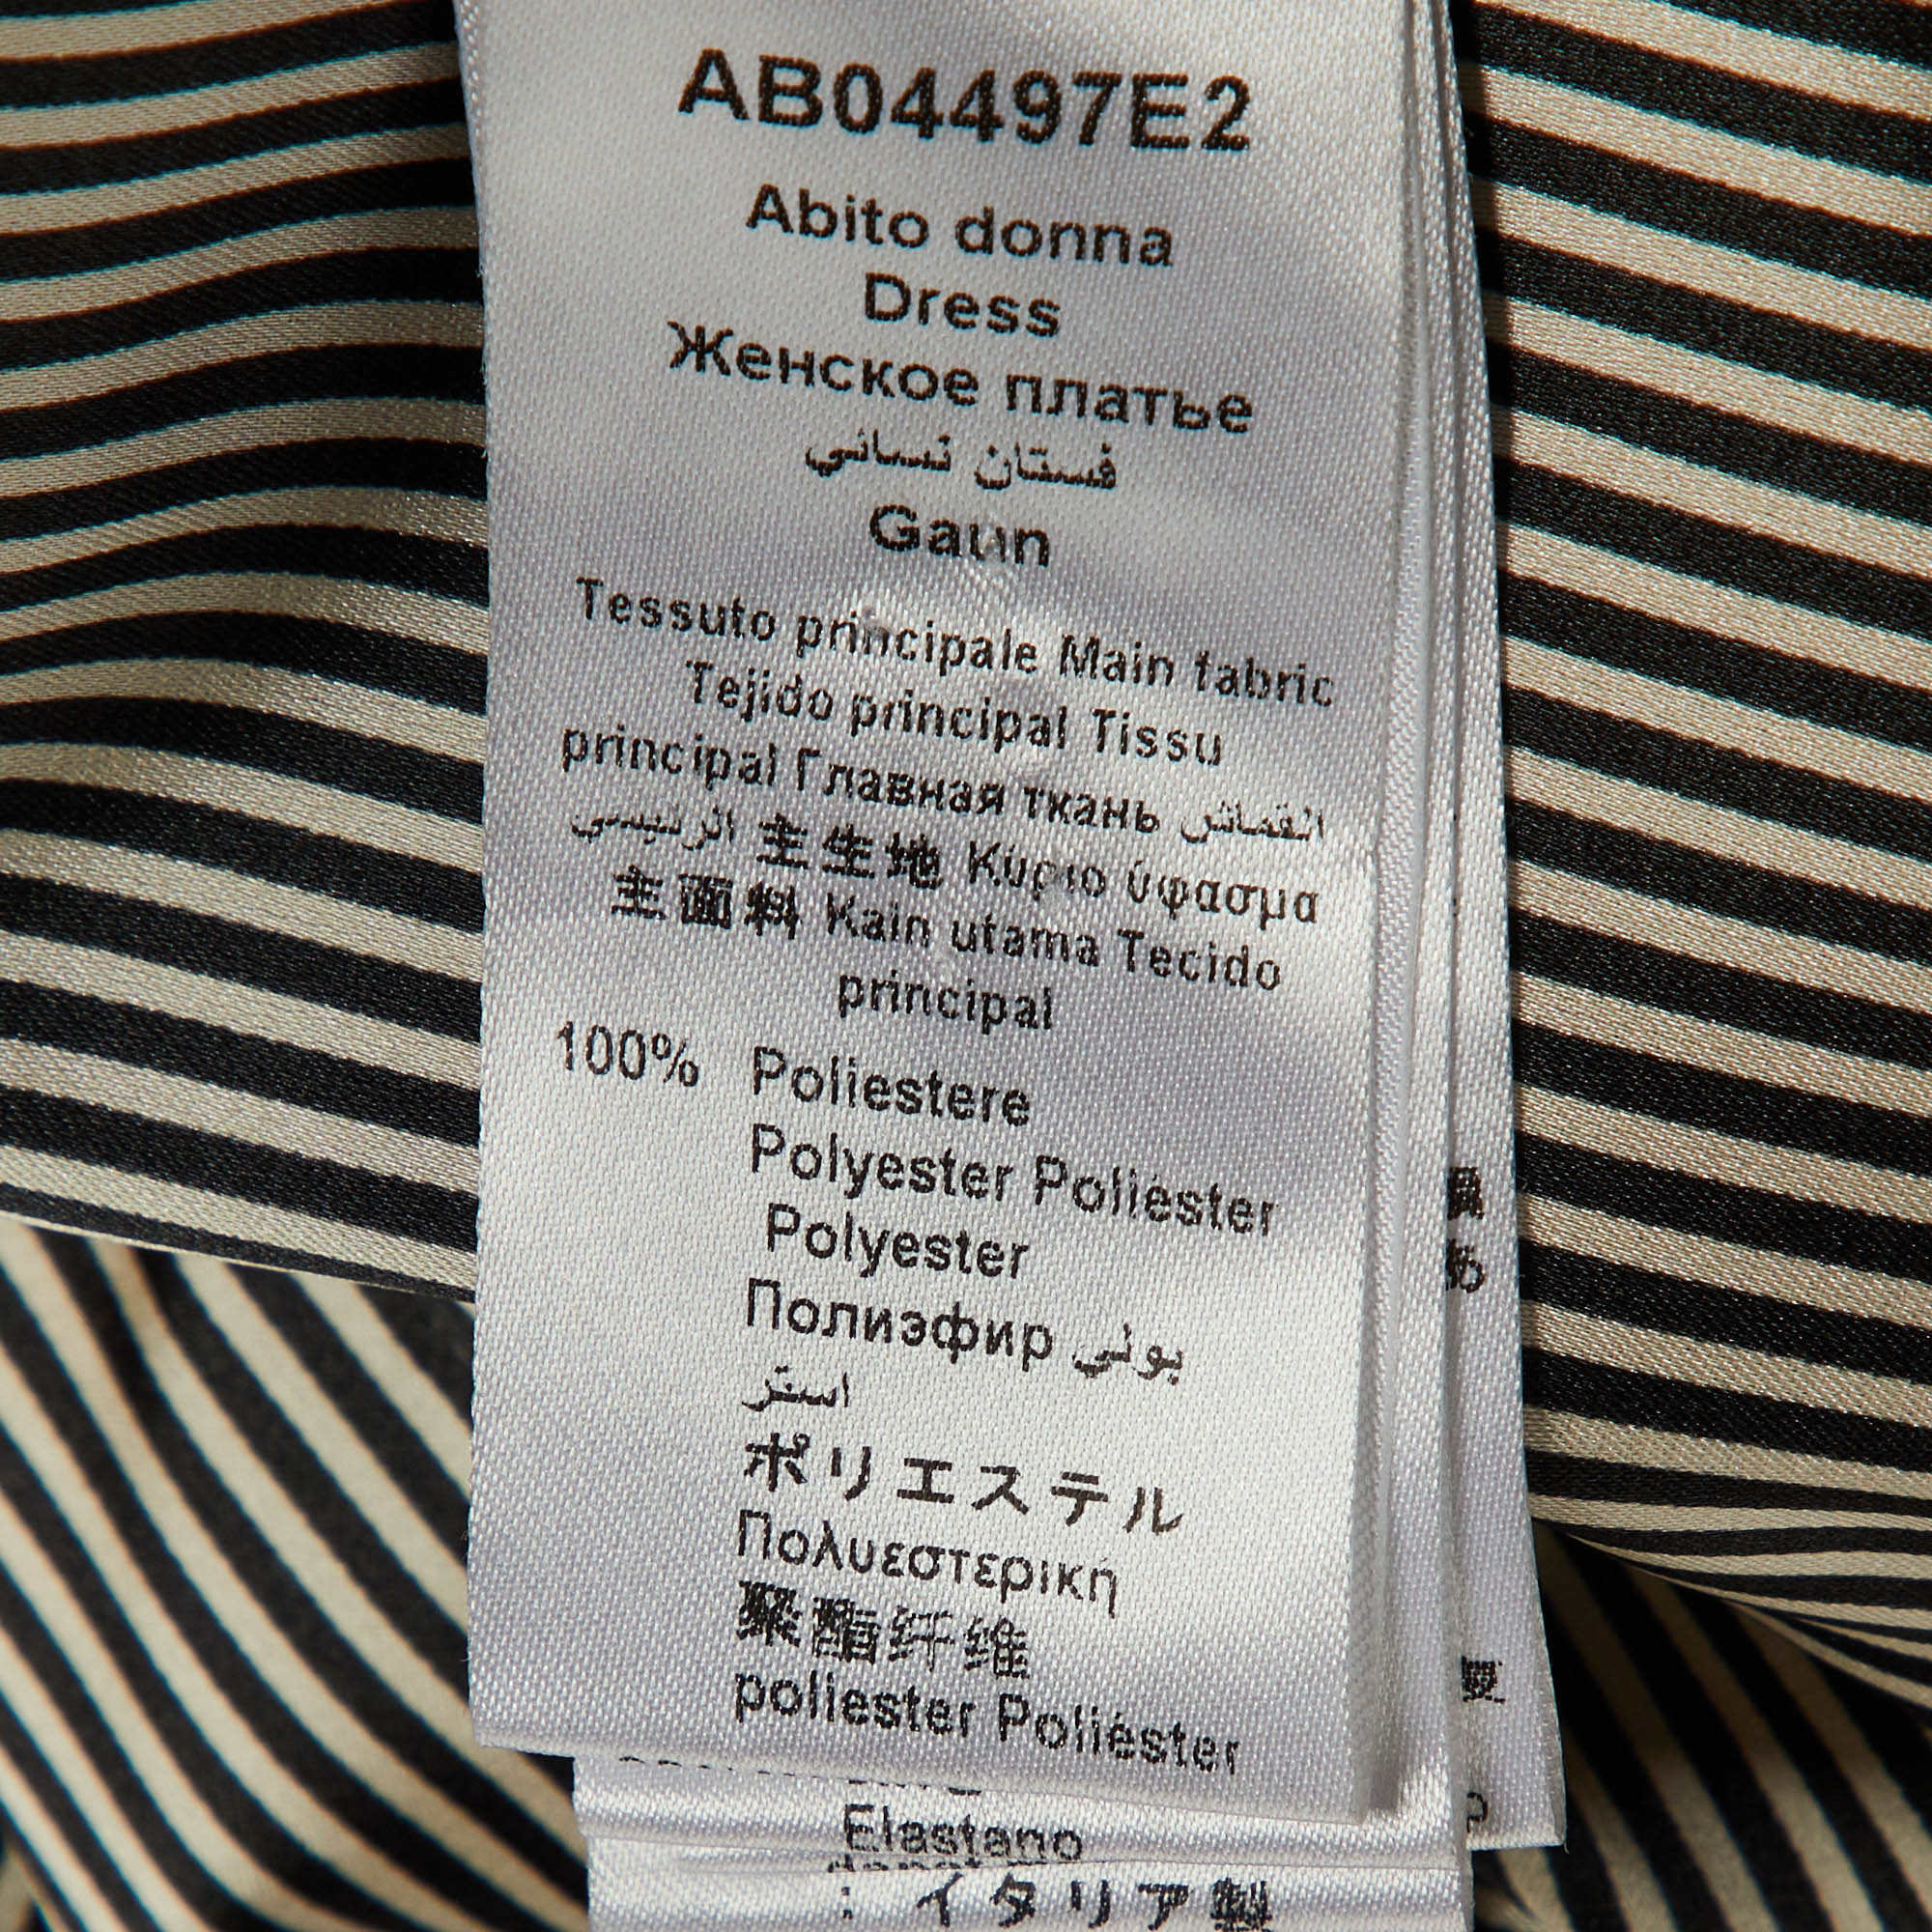 AB04497E2
Abito donna
Dress
Женское платье
فستان نسائي
Gaun
Tessuto principale Main fabric
Tejido principal Tissu
principal Главная ткань القماش
الرئيسي 主生地 Κύριο ύφασμα
主面料 Kain utama Tecido
principal
100% Poliestere
Polyester Poliéster
Polyester
Полиэфир بولي
استر
ポリエステル
Πολυεστερική
聚酯纤维
poliester Poliéster
Elastano
: イタリア製